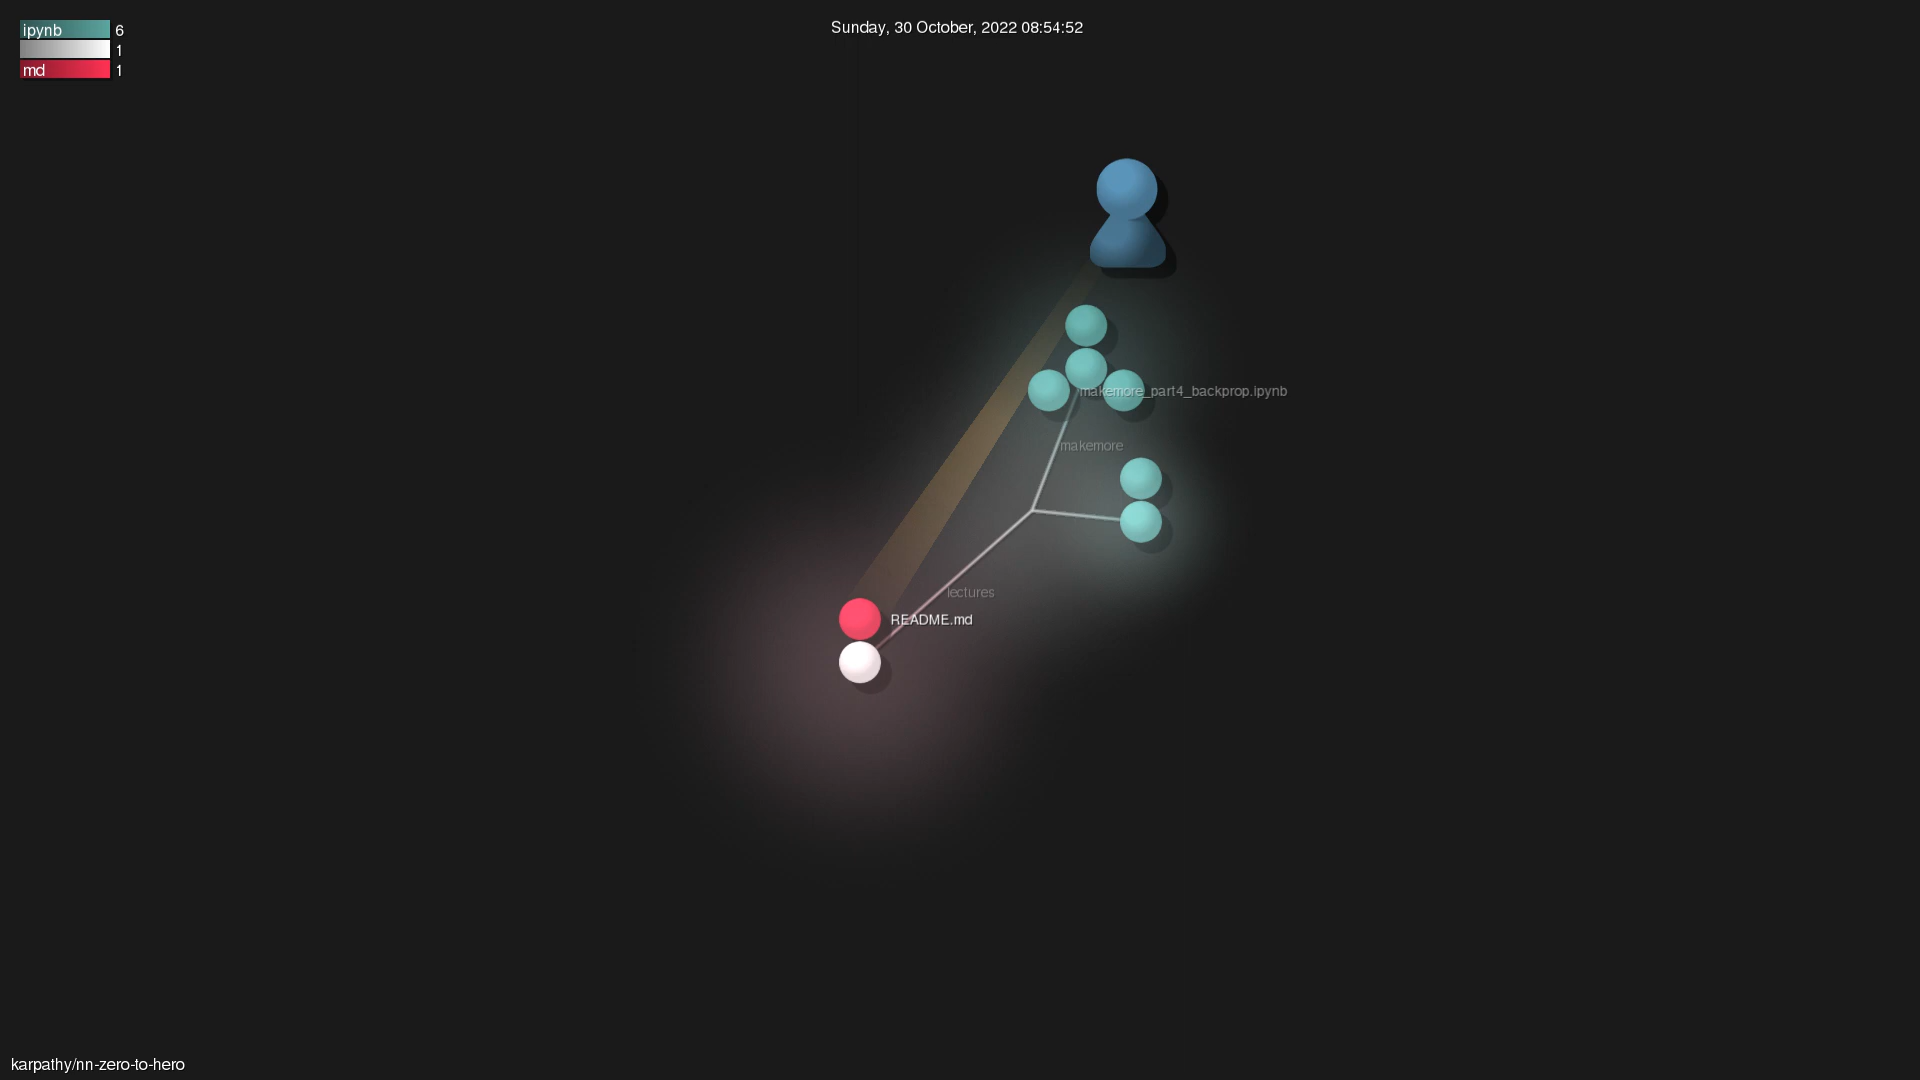 ipynb 6
1
md 1
Sunday, 30 October, 2022 08:54:52
makemore_part4_backprop.ipynb
makemore
lectures
README.md
karpathy/nn-zero-to-hero